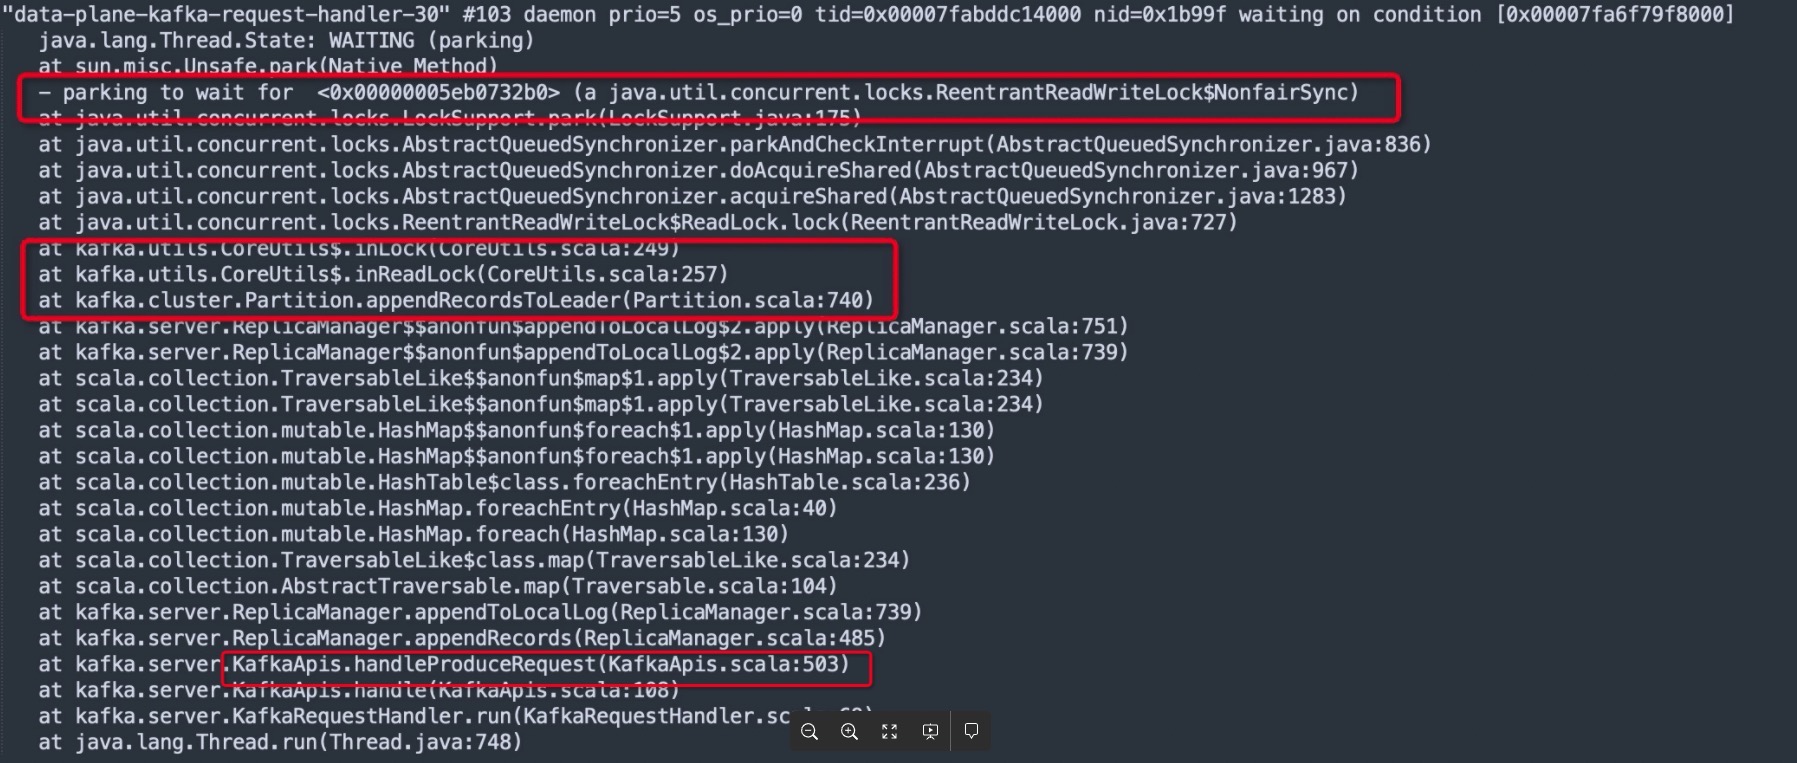 "data-plane-kafka-request-handler-30" #103 daemon prio=5 os_prio=0 tid=0x00007fabddc14000 nid=0x1b99f waiting on condition [0x00007fa6f79f8000]
java.lang.Thread.State: WAITING (parking)
at sun.misc.Unsafe.park(Native Method)
– parking to wait for <0x00000005eb0732b0> (a java.util.concurrent.locks.ReentrantReadWriteLock$NonfairSync)
at java.util.concurrent.locks.LockSupport.park(LockSupport.java:175)
at java.util.concurrent.locks.AbstractQueuedSynchronizer.parkAndCheckInterrupt(AbstractQueuedSynchronizer.java:836)
at java.util.concurrent.locks.AbstractQueuedSynchronizer.doAcquireShared(AbstractQueuedSynchronizer.java:967)
at java.util.concurrent.locks.AbstractQueuedSynchronizer.acquireShared(AbstractQueuedSynchronizer.java:1283)
at java.util.concurrent.locks.ReentrantReadWriteLock$ReadLock.lock(ReentrantReadWriteLock.java:727)
at kafka.utils.CoreUtils$.inLock(CoreUtils.scala:249)
at kafka.utils.CoreUtils$.inReadLock(CoreUtils.scala:257)
at kafka.cluster.Partition.appendRecordsToLeader(Partition.scala:740)
at kafka.server.ReplicaManager$$anonfun$appendToLocalLog$2.apply(ReplicaManager.scala:751)
at kafka.server.ReplicaManager$$anonfun$appendToLocalLog$2.apply(ReplicaManager.scala:739)
at scala.collection.TraversableLike$$anonfun$map$1.apply(TraversableLike.scala:234)
at scala.collection.TraversableLike$$anonfun$map$1.apply(TraversableLike.scala:234)
at scala.collection.mutable.HashMap$$anonfun$foreach$1.apply(HashMap.scala:130)
at scala.collection.mutable.HashMap$$anonfun$foreach$1.apply(HashMap.scala:130)
at scala.collection.mutable.HashTable$class.foreachEntry(HashTable.scala:236)
at scala.collection.mutable.HashMap.foreachEntry(HashMap.scala:40)
at scala.collection.mutable.HashMap.foreach(HashMap.scala:130)
at scala.collection.TraversableLike$class.map(TraversableLike.scala:234)
at scala.collection.AbstractTraversable.map(Traversable.scala:104)
at kafka.server.ReplicaManager.appendToLocalLog(ReplicaManager.scala:739)
at kafka.server.ReplicaManager.appendRecords(ReplicaManager.scala:485)
at kafka.server.KafkaApis.handleProduceRequest(KafkaApis.scala:503)
at kafka.server.KafkaApis.handle(KafkaApis.scala:108)
at kafka.server.KafkaRequestHandler.run(KafkaRequestHandler.sc
at java.lang.Thread.run(Thread.java:748)